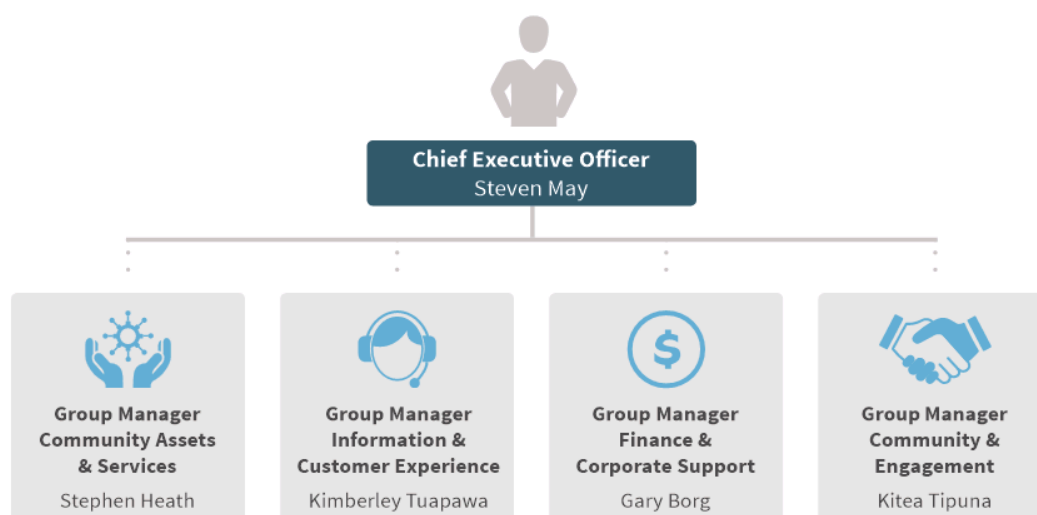 Chief Executive Officer
Steven May
$
Group Manager
Community Assets
& Services
Stephen Heath
Group Manager
Information &
Customer Experience
Kimberley Tuapawa
Group Manager
Finance &
Corporate Support
Gary Borg
Group Manager
Community &
Engagement
Kitea Tipuna